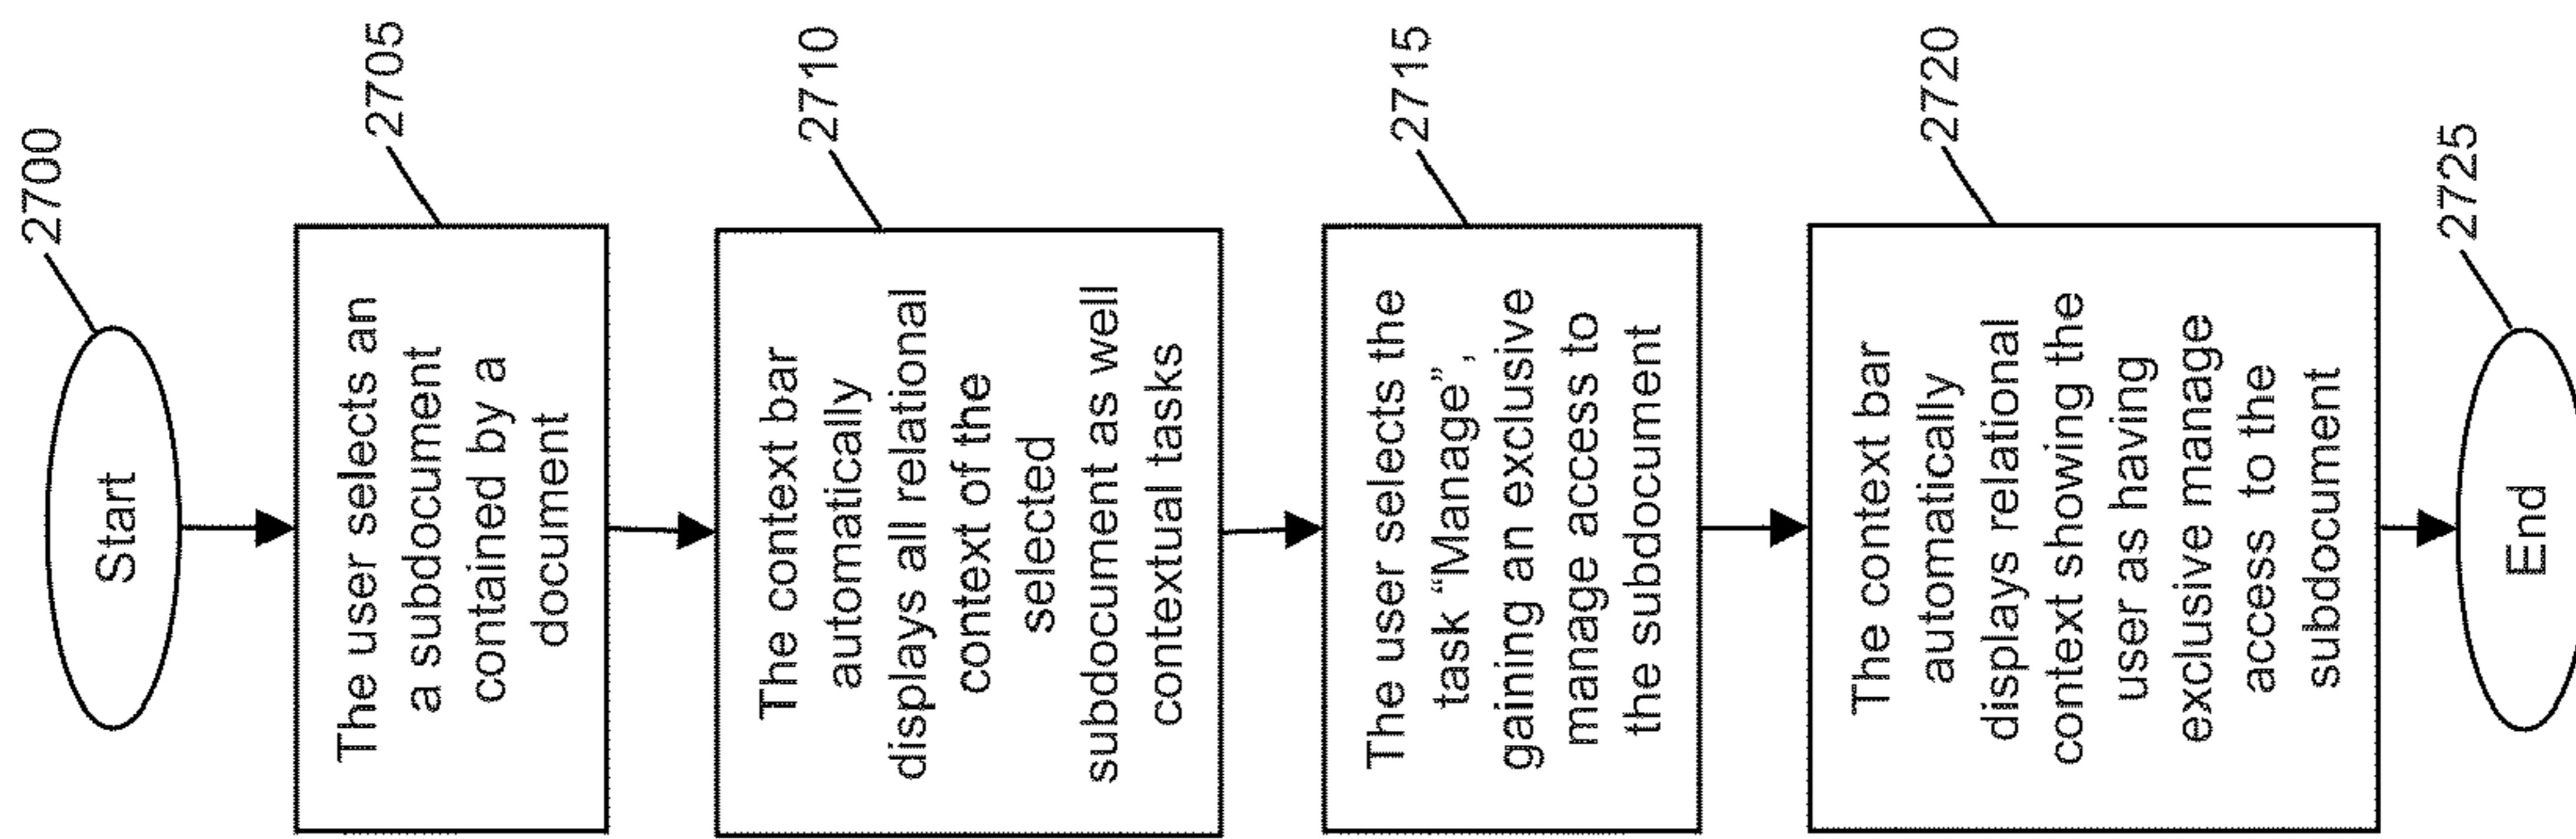 2700
Start
2705
The user selects an
a subdocument
contained by a
document
2710
The context bar
automatically
displays all relational
context of the
selected
subdocument as well
contextual tasks
2715
The user selects the
task “Manage”,
gaining an exclusive
manage access to
the subdocument
2720
The context bar
automatically
displays relational
context showing the
user as having
exclusive manage
access to the
subdocument
2725
End